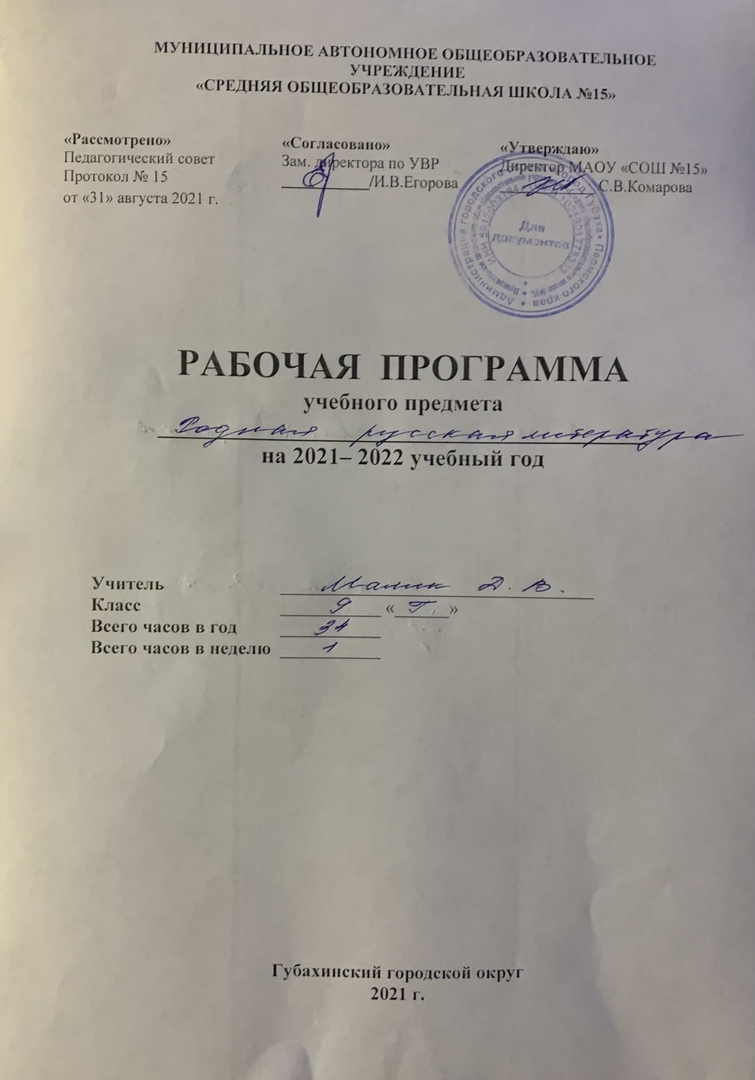 МУНИЦИПАЛЬНОЕ АВТОНОМНОЕ ОБЩЕОБРАЗОВАТЕЛЬНОЕ
УЧРЕЖДЕНИЕ
«СРЕДНЯЯ ОБЩЕОБРАЗОВАТЕЛЬНАЯ ШКОЛА №15»
«Рассмотрено»
Педагогический совет
Протокол № 15
от «31» августа 2021 г.
«Согласовано»
Зам. директора по УВР
/И.В.Егорова
«Утверждаю»
Директор МАОУ «СОШ №15»
С.В.Комарова
Для
документов
РАБОЧАЯ ПРОГРАММА
учебного предмета
Родная русская литература
на 2021– 2022 учебный год
Учитель Малик Д. В.
Класс 9 «Г»
Всего часов в год 34
Всего часов в неделю 1
Губахинский городской округ
2021 г.